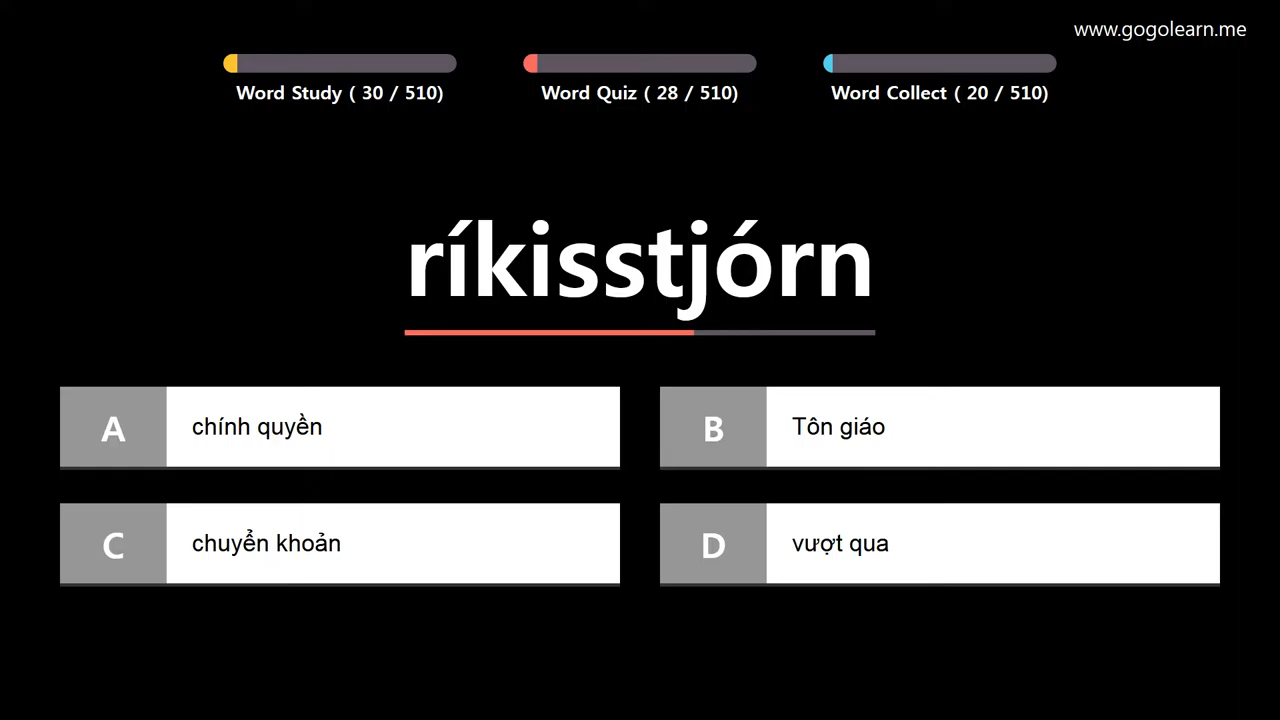 www.gogolearn.me
Word Study ( 30 / 510)
Word Quiz ( 28 / 510)
Word Collect ( 20 / 510)
ríkisstjórn
A
chính quyền
B
Tôn giáo
C
chuyển khoản
D
vượt qua